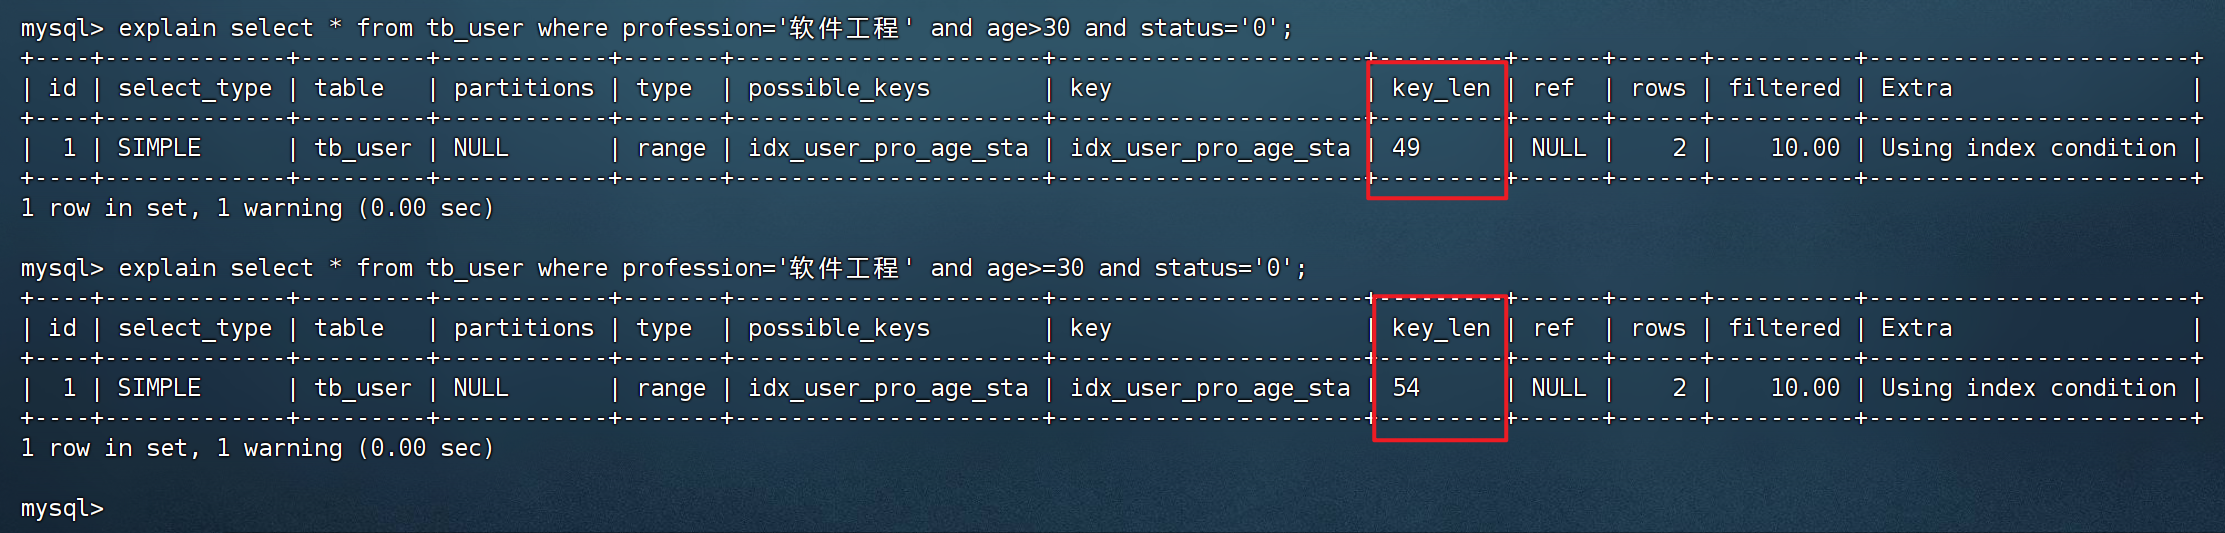 mysql> explain select * from tb_user where profession='软件工程' and age>30 and status='0';
+----+-------------+---------+------------+-------+----------------------+----------------------+---------+------+------+----------+-----------------------+
| id | select_type | table   | partitions | type  | possible_keys        | key                  | key_len | ref  | rows | filtered | Extra                 |
+----+-------------+---------+------------+-------+----------------------+----------------------+---------+------+------+----------+-----------------------+
|  1 | SIMPLE      | tb_user | NULL       | range | idx_user_pro_age_sta | idx_user_pro_age_sta | 49      | NULL |    2 |    10.00 | Using index condition |
+----+-------------+---------+------------+-------+----------------------+----------------------+---------+------+------+----------+-----------------------+
1 row in set, 1 warning (0.00 sec)
mysql> explain select * from tb_user where profession='软件工程' and age>=30 and status='0';
+----+-------------+---------+------------+-------+----------------------+----------------------+---------+------+------+----------+-----------------------+
| id | select_type | table   | partitions | type  | possible_keys        | key                  | key_len | ref  | rows | filtered | Extra                 |
+----+-------------+---------+------------+-------+----------------------+----------------------+---------+------+------+----------+-----------------------+
|  1 | SIMPLE      | tb_user | NULL       | range | idx_user_pro_age_sta | idx_user_pro_age_sta | 54      | NULL |    2 |    10.00 | Using index condition |
+----+-------------+---------+------------+-------+----------------------+----------------------+---------+------+------+----------+-----------------------+
1 row in set, 1 warning (0.00 sec)
mysql>